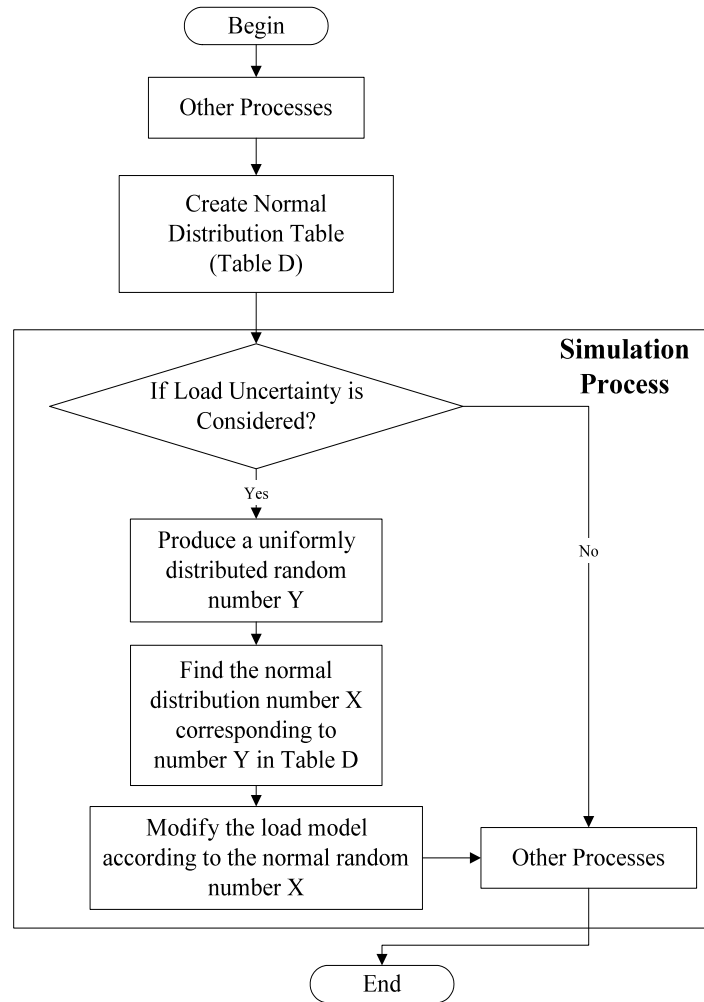 Begin
Other Processes
Create Normal
Distribution Table
(Table D)
Simulation
Process
If Load Uncertainty is
Considered?
Yes
No
Produce a uniformly
distributed random
number Y
Find the normal
distribution number X
corresponding to
number Y in Table D
Modify the load model
according to the normal random
number X
Other Processes
End